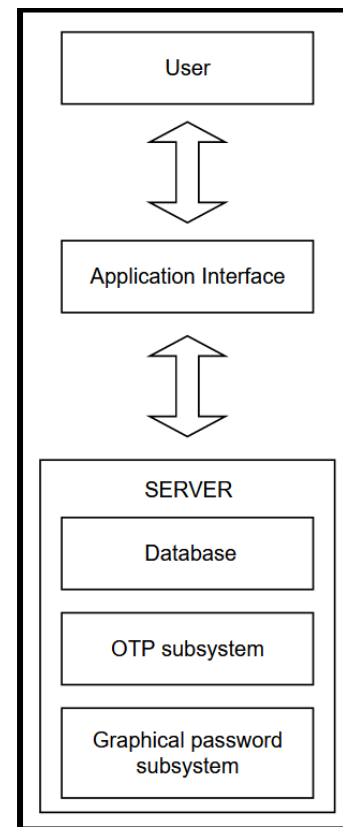 User
Application Interface
SERVER
Database
OTP subsystem
Graphical password
subsystem